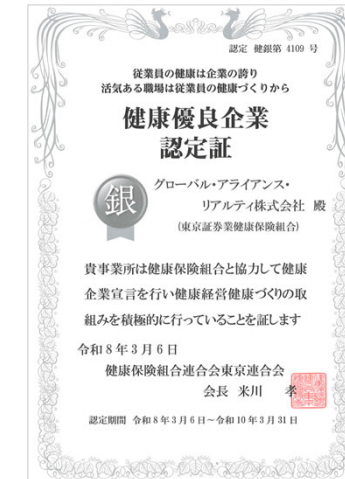 認定 健銀第 4109 号
従業員の健康は企業の誇り
活気ある職場は従業員の健康づくりから
健康優良企業
認定証
銀
グローバル・アライアンス・
リアルティ株式会社 殿
(東京証券業健康保険組合)
貴事業所は健康保険組合と協力して健康
企業宣言を行い健康経営健康づくりの取
組みを積極的に行っていることを証します
令和8年3月6日
健康保険組合連合会東京連合会
会長 米川 孝
認定期間 令和8年3月6日~令和10年3月31日